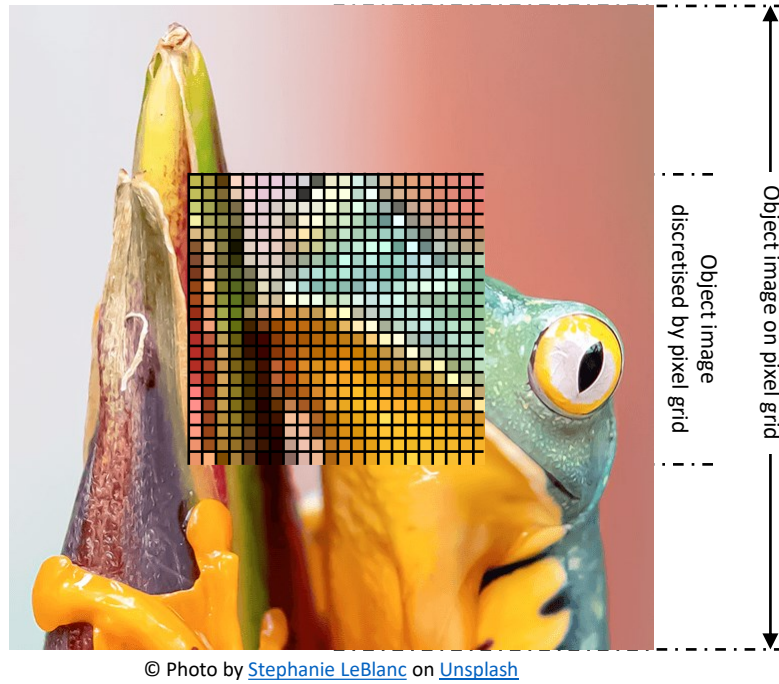 Object image
discretised by pixel grid
Object image on pixel grid
© Photo by Stephanie LeBlanc on Unsplash